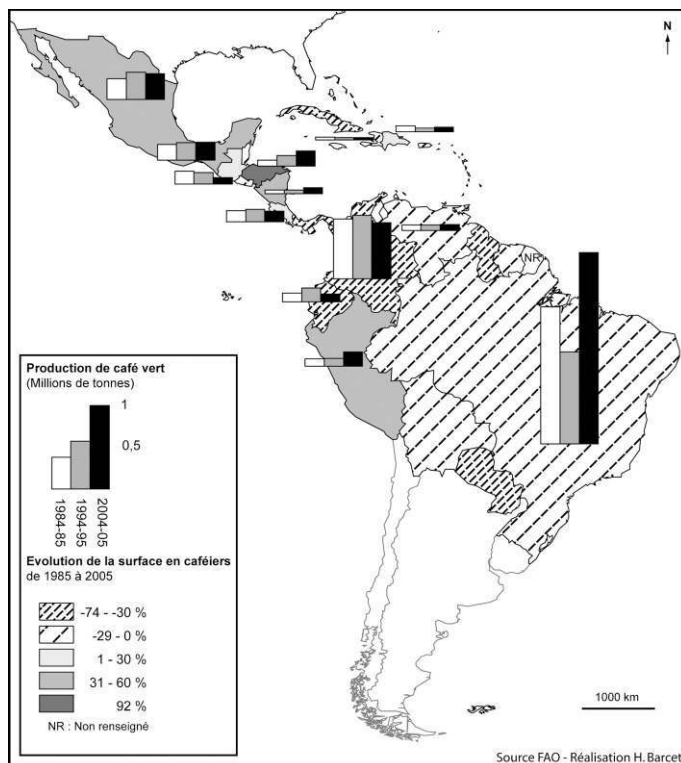 N
NR
Production de café vert
(Millions de tonnes)
1
0,5
1984-85
1994-95
2004-05
Evolution de la surface en caféiers
de 1985 à 2005
-74 - -30 %
-29 - 0 %
1 - 30 %
31 - 60 %
92 %
NR : Non renseigné
1000 km
Source FAO - Réalisation H. Barcet